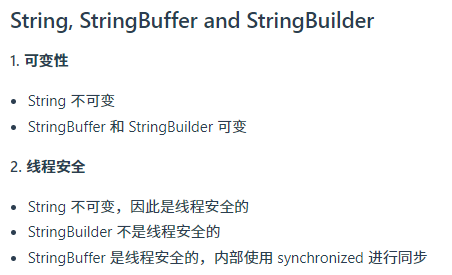 String, StringBuffer and StringBuilder
1. 可变性
• String 不可变
• StringBuffer 和 StringBuilder 可变
2. 线程安全
• String 不可变，因此是线程安全的
• StringBuilder 不是线程安全的
• StringBuffer 是线程安全的，内部使用 synchronized 进行同步